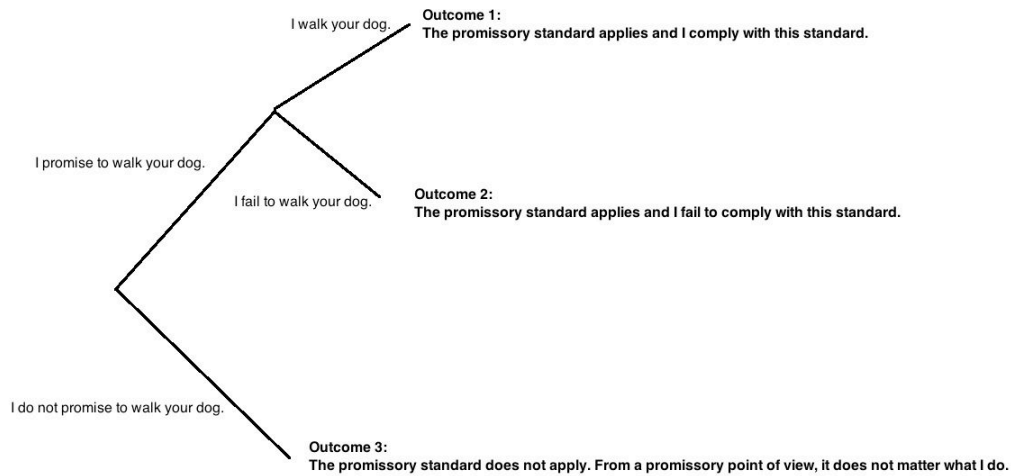 I walk your dog.
Outcome 1:
The promissory standard applies and I comply with this standard.
I promise to walk your dog.
I fail to walk your dog.
Outcome 2:
The promissory standard applies and I fail to comply with this standard.
I do not promise to walk your dog.
Outcome 3:
The promissory standard does not apply. From a promissory point of view, it does not matter what I do.